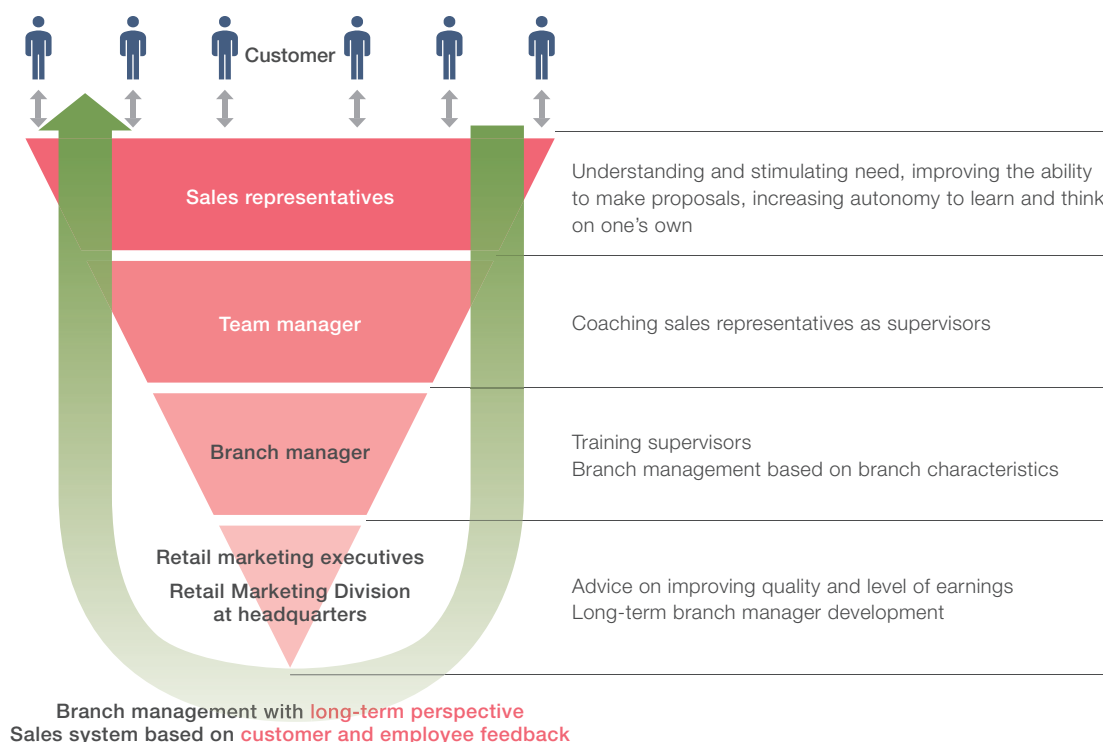 Customer
Sales representatives
Understanding and stimulating need, improving the ability
to make proposals, increasing autonomy to learn and think
on one’s own
Team manager
Coaching sales representatives as supervisors
Branch manager
Training supervisors
Branch management based on branch characteristics
Retail marketing executives
Retail Marketing Division
at headquarters
Advice on improving quality and level of earnings
Long-term branch manager development
Branch management with long-term perspective
Sales system based on customer and employee feedback